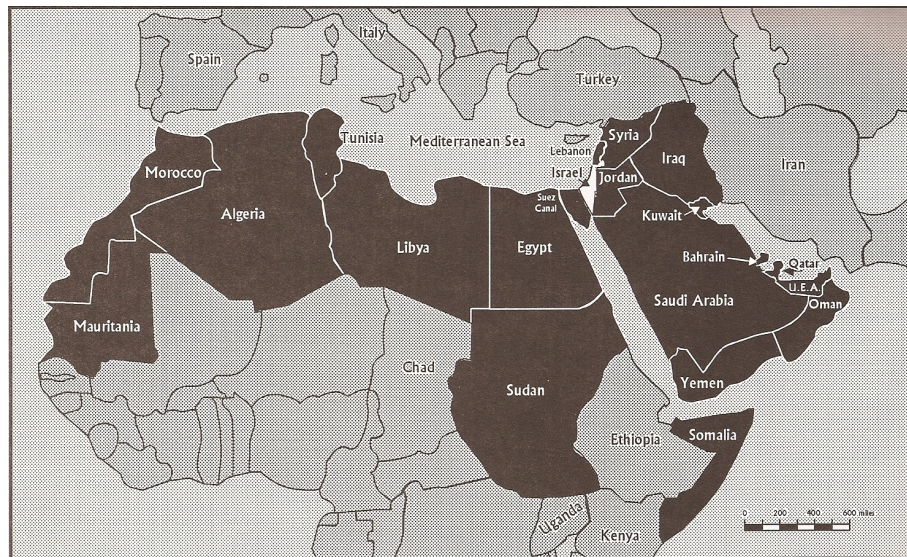 Italy
Spain
Turkey
Tunisia
Mediterranean Sea
Syria
Lebanon
Iraq
Iran
Israel
Jordan
Morocco
Suez
Canal
Kuwait
Algeria
Libya
Egypt
Bahrain
Qatar
U.E.A.
Saudi Arabia
Oman
Mauritania
Chad
Sudan
Yemen
Ethiopia
Somalia
Uganda
Kenya
0 200 400 600 miles